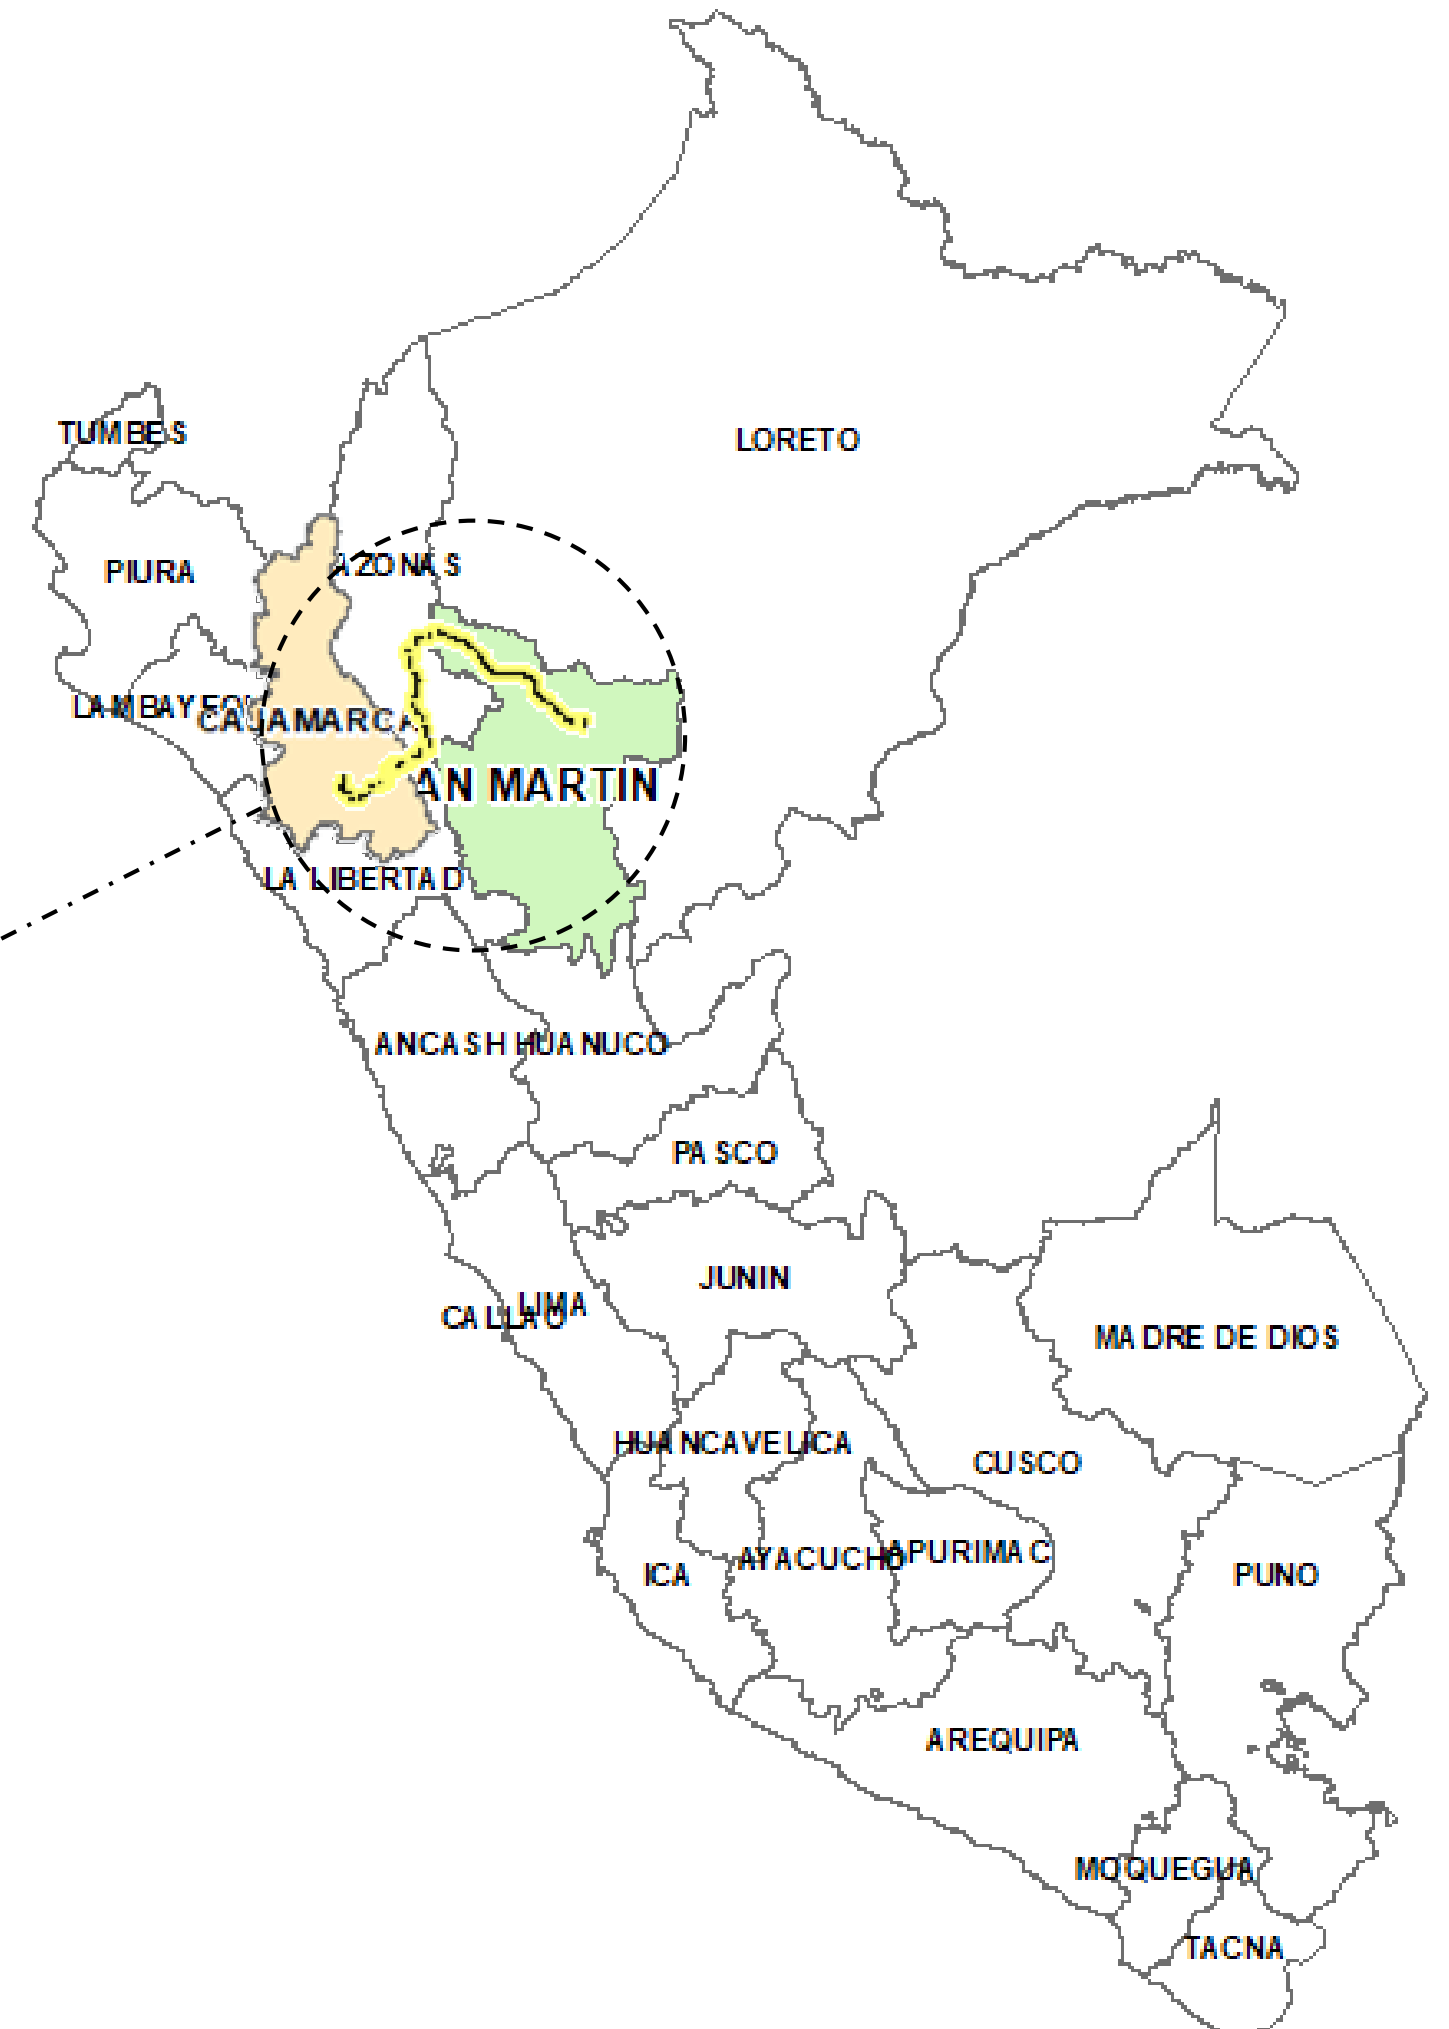 TUMBES
LORETO
AZONAS
PIURA
LAMBAYEQU
CAJAMARCA
AN MARTIN
LA LIBERTAD
ANCASH
HUANUCO
PASCO
JUNIN
LIMA
CALLAO
MADRE DE DIOS
HUANCAVELICA
CUSCO
AYACUCHO
APURIMAC
ICA
PUNO
AREQUIPA
MOQUEGUA
TACNA